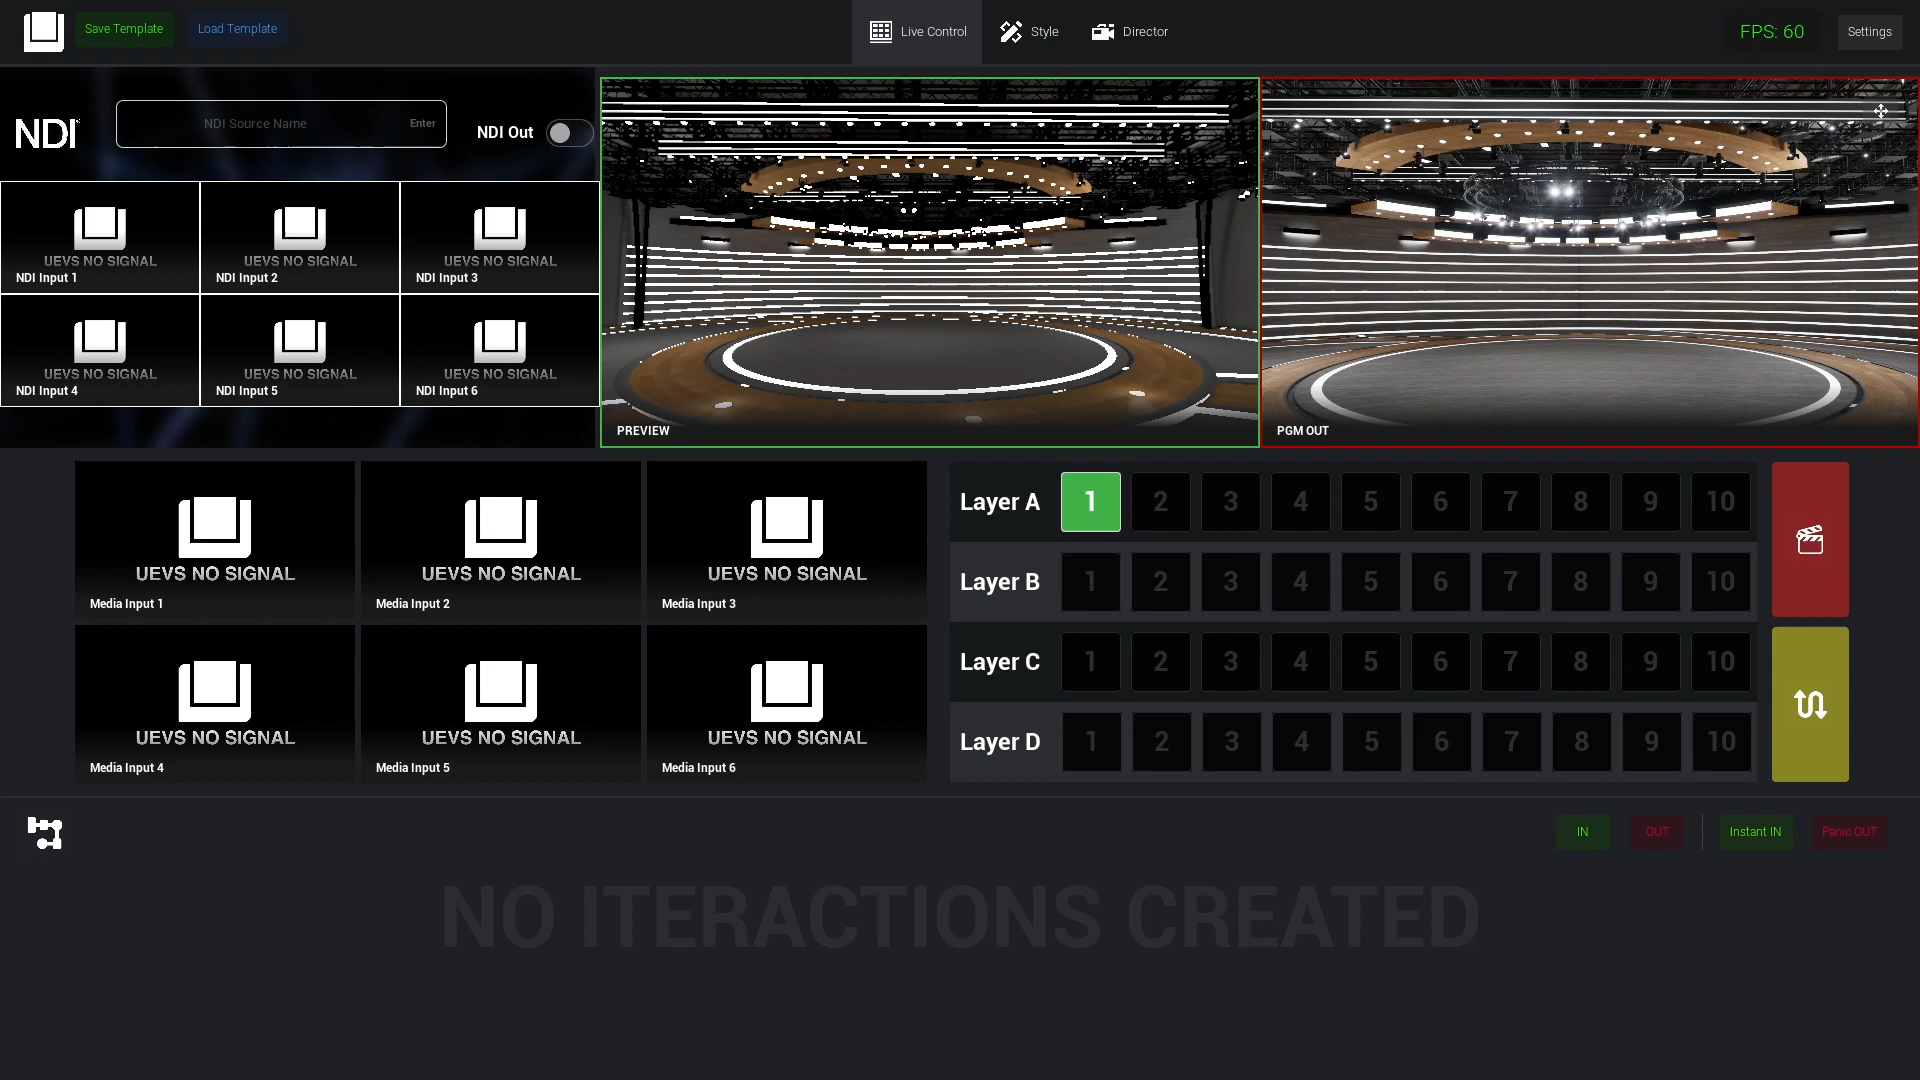 Save Template
Load Template
Live Control
Style
Director
FPS: 60
Settings
NDI
NDI Source Name
Enter
NDI Out
UEVS NO SIGNAL
NDI Input 1
UEVS NO SIGNAL
NDI Input 2
UEVS NO SIGNAL
NDI Input 3
UEVS NO SIGNAL
NDI Input 4
UEVS NO SIGNAL
NDI Input 5
UEVS NO SIGNAL
NDI Input 6
PREVIEW
PGM OUT
UEVS NO SIGNAL
Media Input 1
UEVS NO SIGNAL
Media Input 2
UEVS NO SIGNAL
Media Input 3
UEVS NO SIGNAL
Media Input 4
UEVS NO SIGNAL
Media Input 5
UEVS NO SIGNAL
Media Input 6
Layer A 1 2 3 4 5 6 7 8 9 10
Layer B 1 2 3 4 5 6 7 8 9 10
Layer C 1 2 3 4 5 6 7 8 9 10
Layer D 1 2 3 4 5 6 7 8 9 10
IN
OUT
Instant IN
Panic OUT
NO ITERACTIONS CREATED